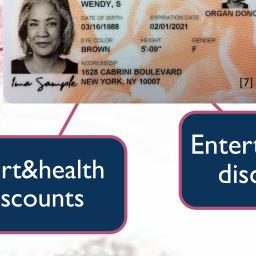 WENDY, S
DATE OF BIRTH EXPIRATION DATE ORGAN DONO
03/16/1988 02/01/2021
EYE COLOR HEIGHT GENDER
BROWN 5'-09" F
ADDRESS/ZIP
1628 CABRINI BOULEVARD
NEW YORK, NY 10007 [7]
Ima Sample
rt&health
scounts
Entert
disc